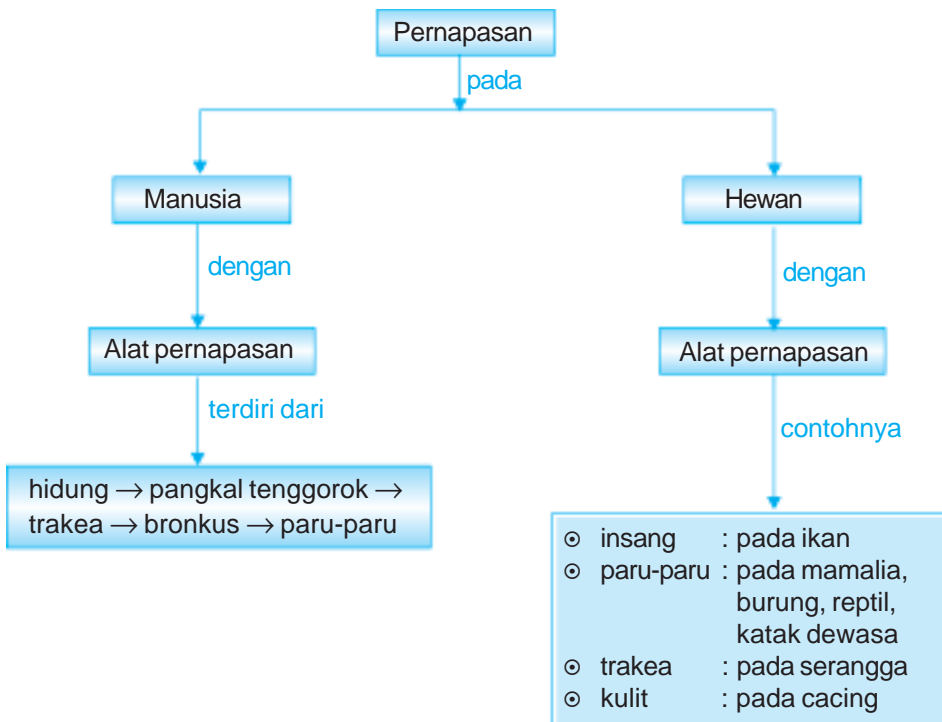 Pernapasan
pada
Manusia
Hewan
dengan
dengan
Alat pernapasan
Alat pernapasan
terdiri dari
contohnya
hidung → pangkal tenggorok →
trakea → bronkus → paru-paru
⊙ insang : pada ikan
⊙ paru-paru : pada mamalia,
burung, reptil,
katak dewasa
⊙ trakea : pada serangga
⊙ kulit : pada cacing